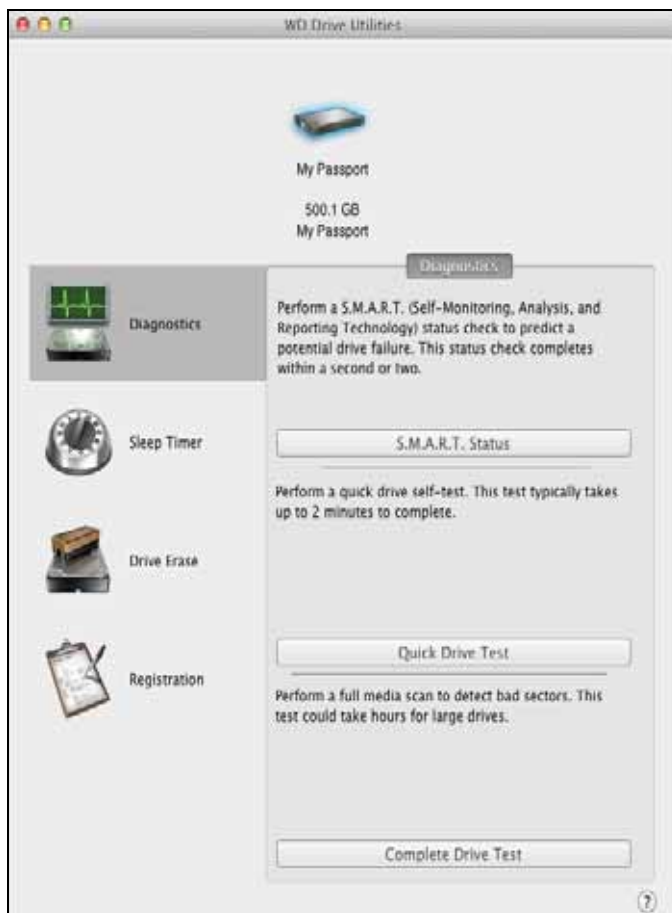 WD Drive Utilities
My Passport
500.1 GB
My Passport
Diagnostics
Sleep Timer
Drive Erase
Registration
Diagnostics
Perform a S.M.A.R.T. (Self-Monitoring, Analysis, and
Reporting Technology) status check to predict a
potential drive failure. This status check completes
within a second or two.
S.M.A.R.T. Status
Perform a quick drive self-test. This test typically takes
up to 2 minutes to complete.
Quick Drive Test
Perform a full media scan to detect bad sectors. This
test could take hours for large drives.
Complete Drive Test
?